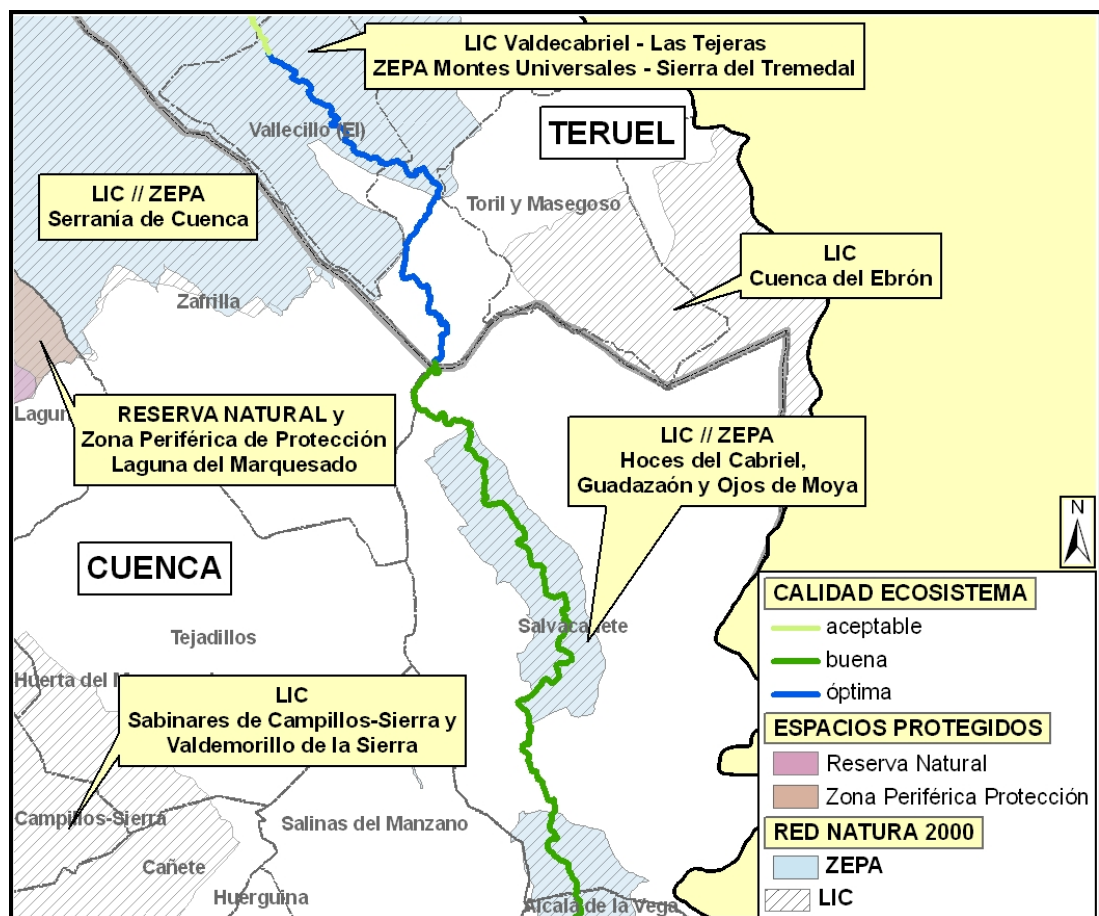 LIC Valdecabriel - Las Tejeras
ZEPA Montes Universales - Sierra del Tremedal
Vallecillo (El)
TERUEL
LIC // ZEPA
Serranía de Cuenca
Toril y Masegoso
LIC
Cuenca del Ebrón
Zafrilla
Lagun
RESERVA NATURAL y
Zona Periférica de Protección
Laguna del Marquesado
LIC // ZEPA
Hoces del Cabriel,
Guadazaón y Ojos de Moya
N
CUENCA
Tejadillos
Salvacañete
Huerta del M
LIC
Sabinares de Campillos-Sierra y
Valdemorillo de la Sierra
Campillos-Sierra
Salinas del Manzano
Cañete
Huerguina
Alcalá de la Vega
CALIDAD ECOSISTEMA
aceptable
buena
óptima
ESPACIOS PROTEGIDOS
Reserva Natural
Zona Periférica Protección
RED NATURA 2000
ZEPA
LIC